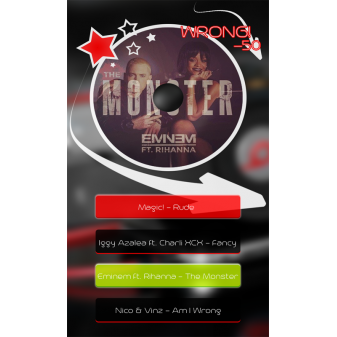 WRONG!
-50
THE
MONSTER
EMINEM
FT. RIHANNA
Magic! - Rude
Iggy Azalea ft. Charli XCX - Fancy
Eminem ft. Rihanna - The Monster
Nico & Vinz - Am I Wrong